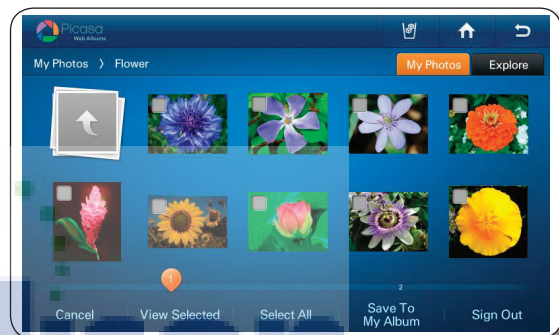 Picasa
Web Albums
My Photos > Flower
My Photos
Explore
1
2
Cancel
View Selected
Select All
Save To
My Album
Sign Out